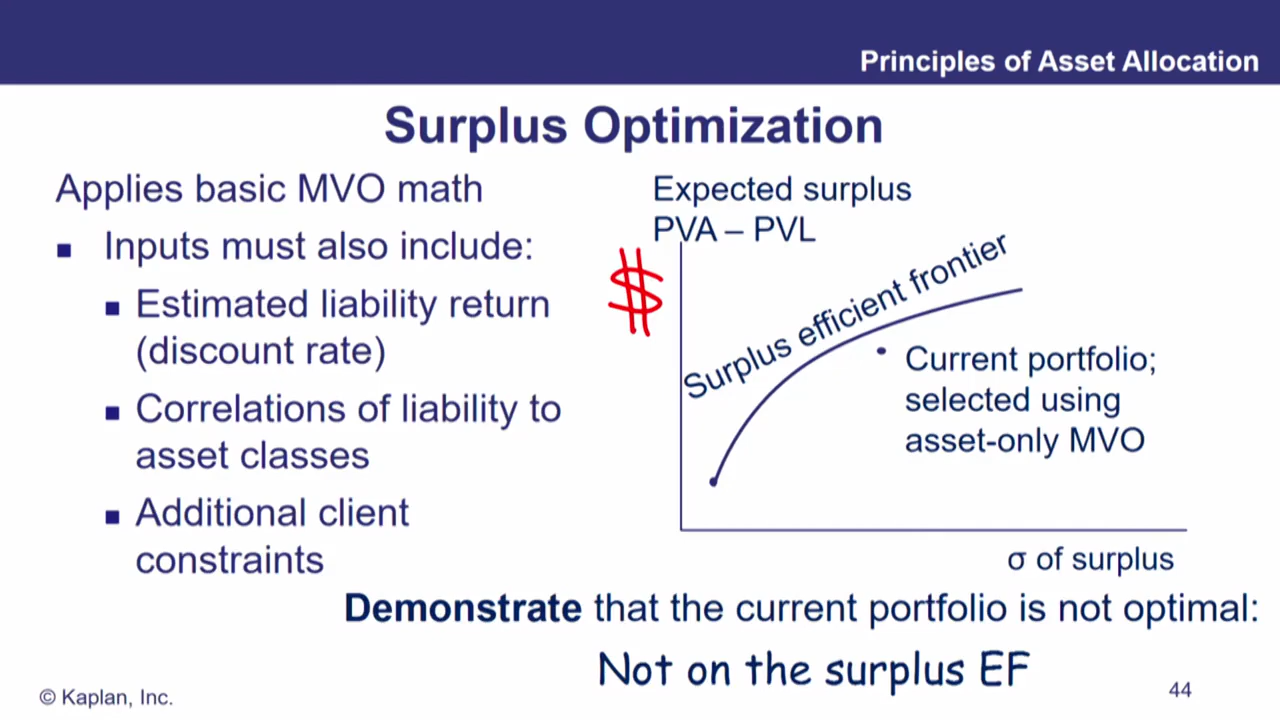 Principles of Asset Allocation
Surplus Optimization
Applies basic MVO math
■ Inputs must also include:
■ Estimated liability return
(discount rate)
■ Correlations of liability to
asset classes
■ Additional client
constraints
Expected surplus
PVA – PVL
$
Surplus efficient frontier
Current portfolio;
selected using
asset-only MVO
σ of surplus
Demonstrate that the current portfolio is not optimal:
Not on the surplus EF
© Kaplan, Inc.
44